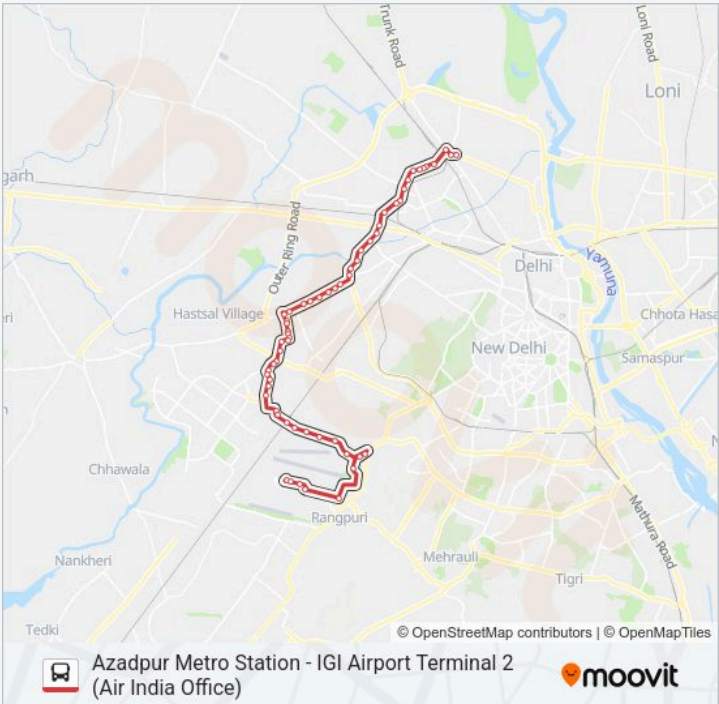 Trunk Road
Loni Road
Loni
garh
Outer Ring Road
Delhi
Yamuna
Hastsal Village
eri
Chhota Hasa
New Delhi
Samaspur
N
Chhawala
Rangpuri
Mathura Road
Nankheri
Mehrauli
Tigri
Tedki
© OpenStreetMap contributors | © OpenMapTiles
Azadpur Metro Station - IGI Airport Terminal 2
(Air India Office)
moovit